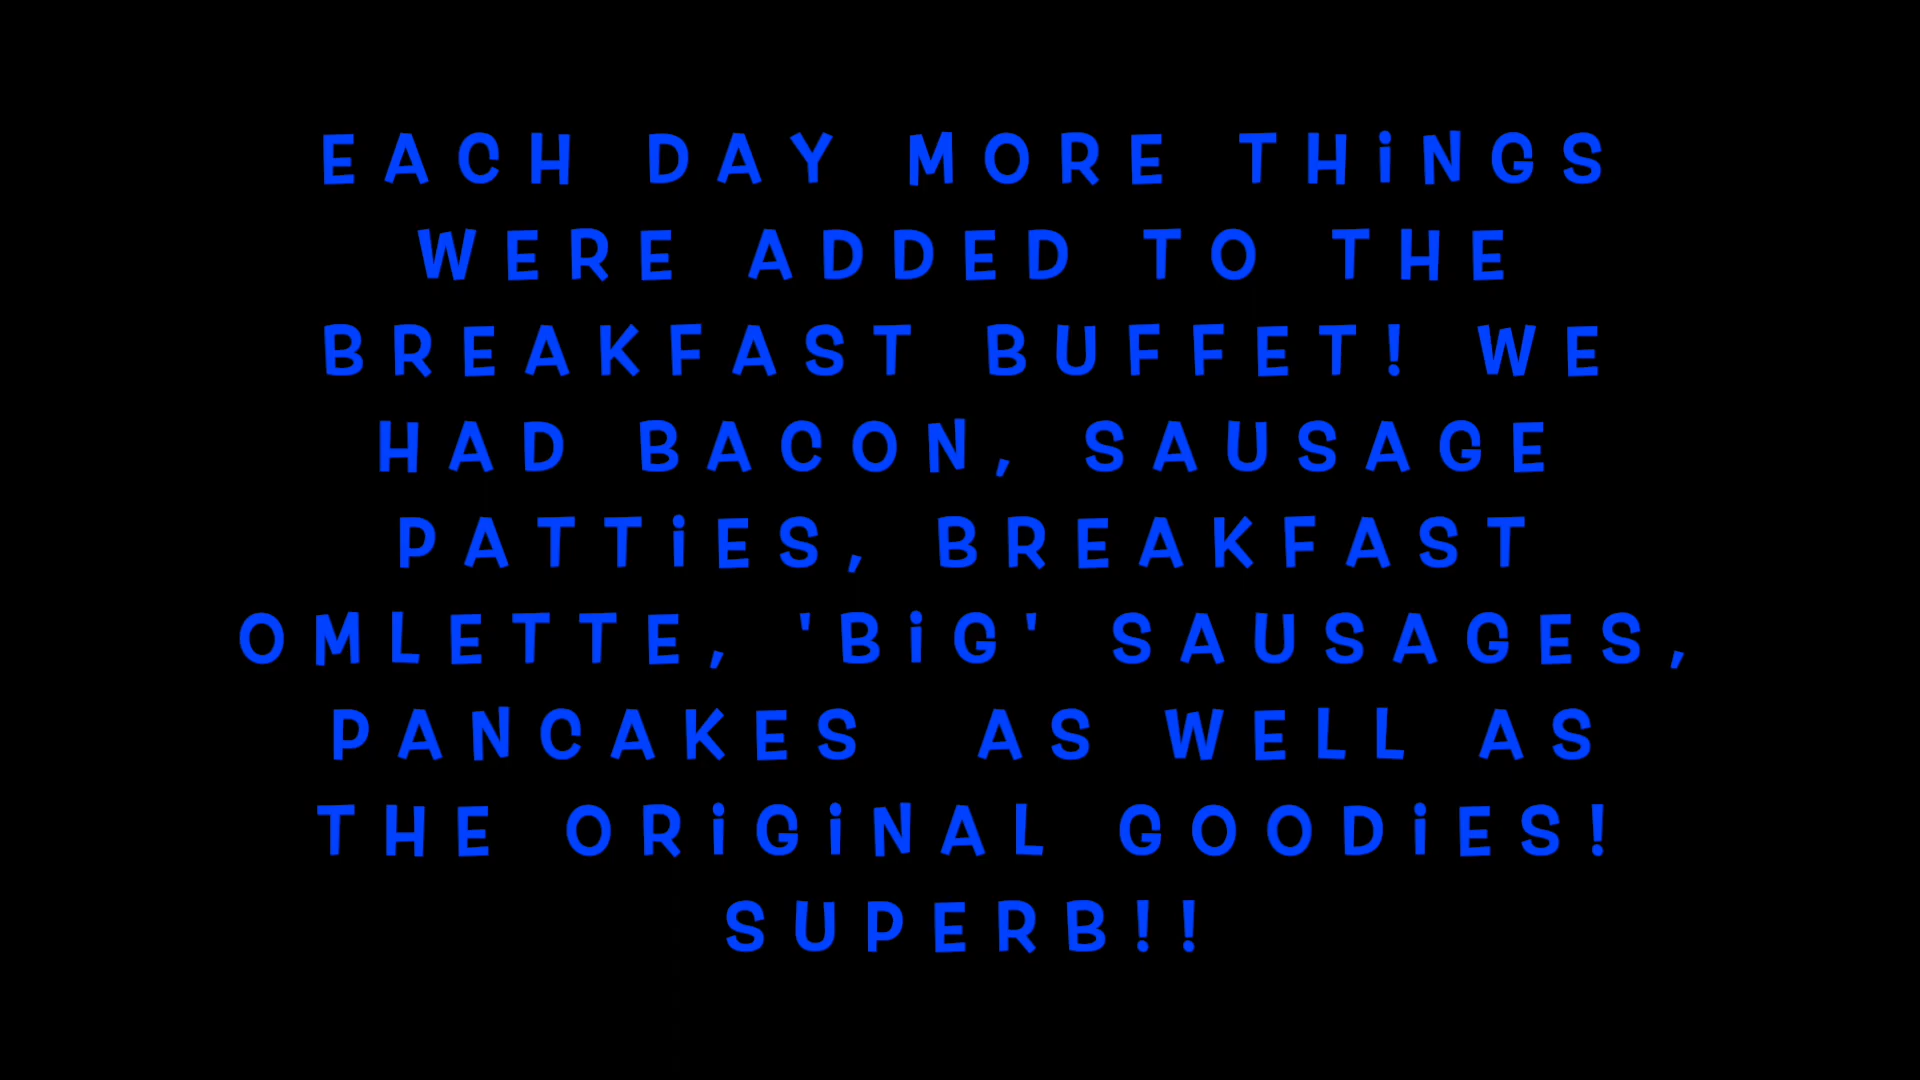 EACH DAY MORE THiNGS
WERE ADDED TO THE
BREAKFAST BUFFET! WE
HAD BACON, SAUSAGE
PATTiES, BREAKFAST
OMLETTE, 'BiG' SAUSAGES,
PANCAKES  AS WELL AS
THE ORiGiNAL GOODiES!
SUPERB!!